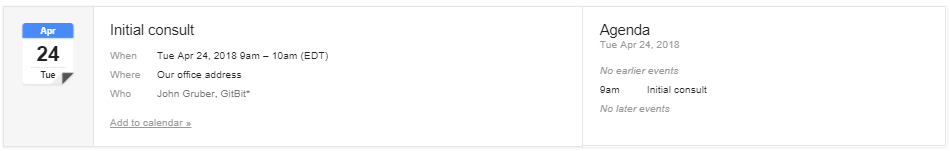 Apr
24
Tue
Initial consult
When Tue Apr 24, 2018 9am – 10am (EDT)
Where Our office address
Who John Gruber, GitBit*
Add to calendar »
Agenda
Tue Apr 24, 2018
No earlier events
9am Initial consult
No later events